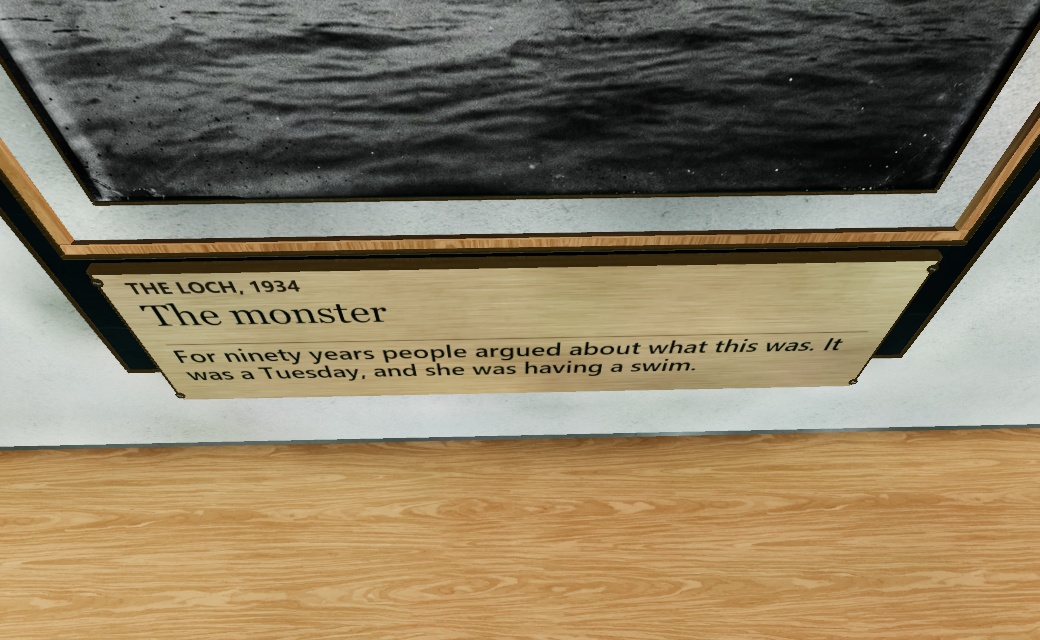 THE LOCH, 1934
The monster
For ninety years people argued about what this was. It
was a Tuesday, and she was having a swim.